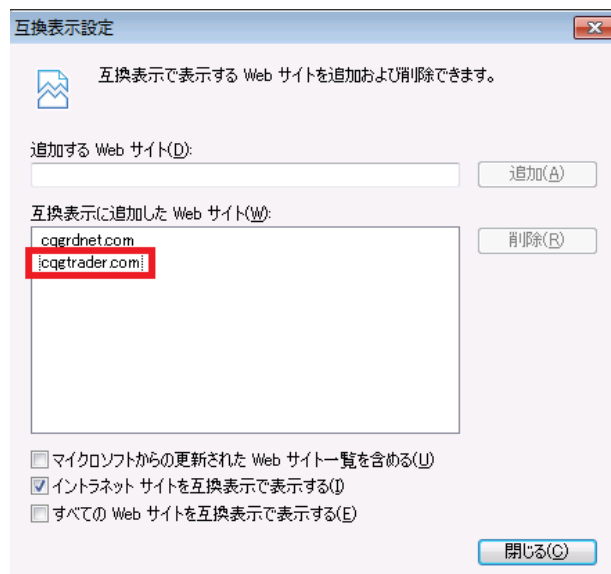 互換表示設定
互換表示で表示する Web サイトを追加および削除できます。
追加する Web サイト(D):
追加(A)
互換表示に追加した Web サイト(W):
cqgrdnet.com
cqgtrader.com
削除(R)
マイクロソフトからの更新された Web サイト一覧を含める(U)
イントラネット サイトを互換表示で表示する(I)
すべての Web サイトを互換表示で表示する(E)
閉じる(C)